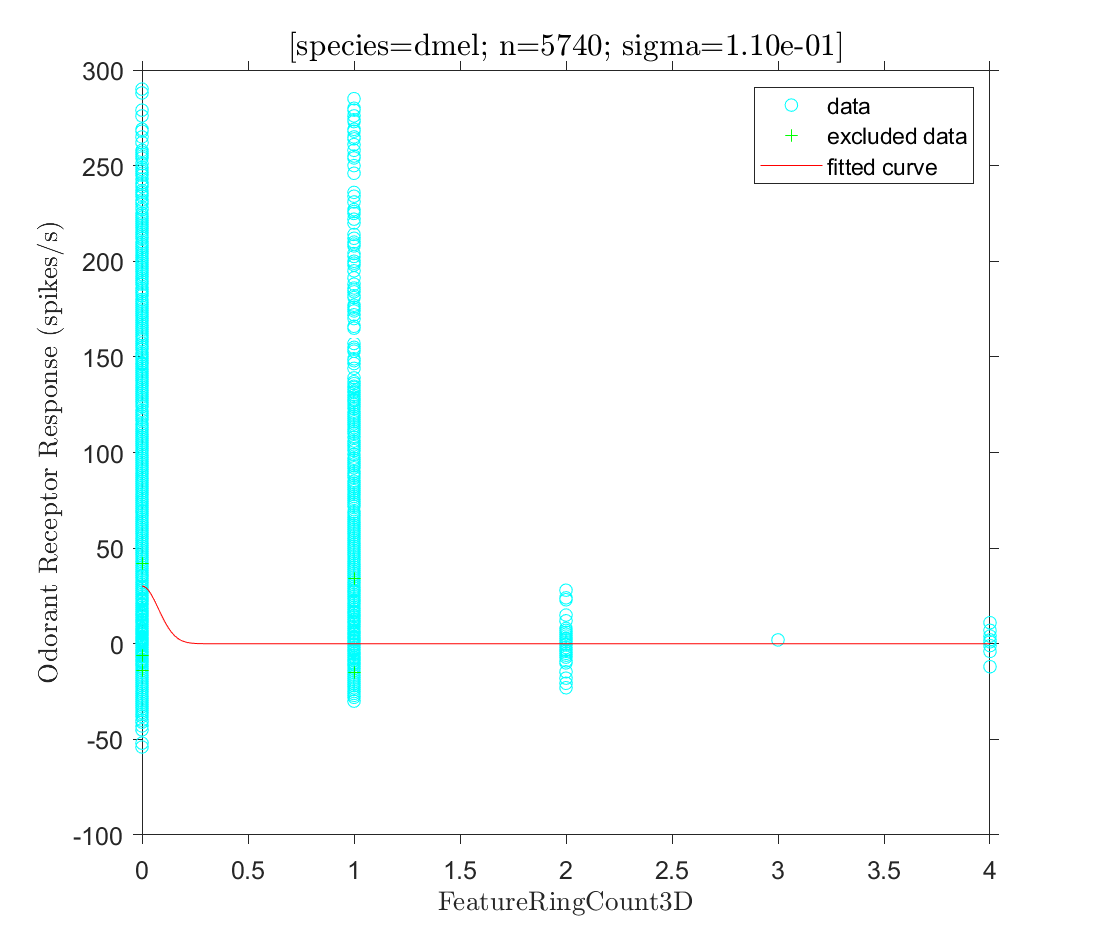 [species=dmel; n=5740; sigma=1.10e-01]
300
250
200
150
100
50
0
-50
-100
Odorant Receptor Response (spikes/s)
data
excluded data
fitted curve
0 0.5 1 1.5 2 2.5 3 3.5 4
FeatureRingCount3D